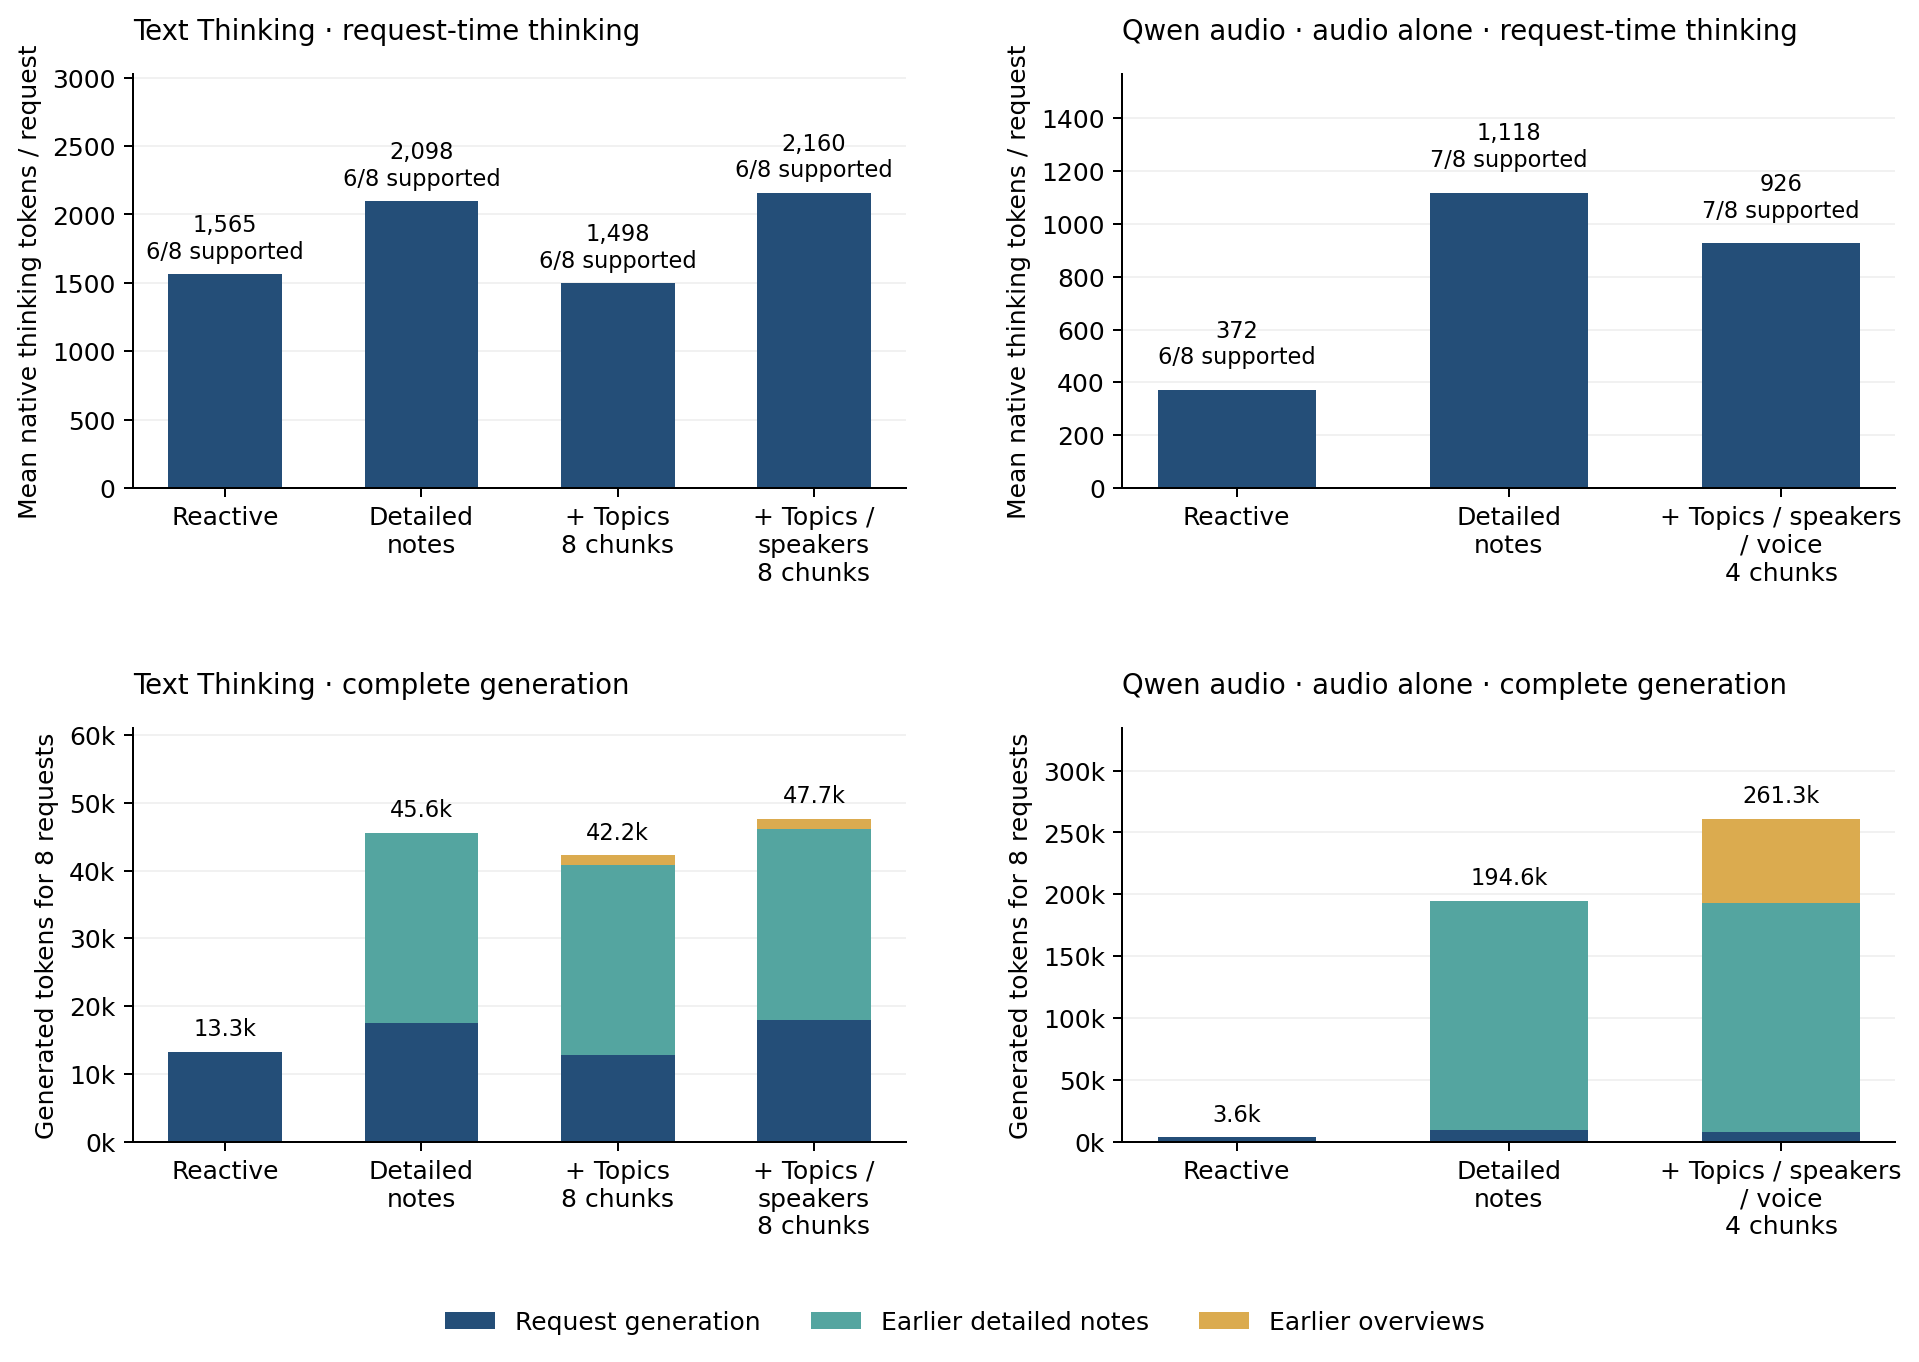 Text Thinking · request-time thinking
Mean native thinking tokens / request
3000
2500
2000
1500
1000
500
0
1,565
6/8 supported
2,098
6/8 supported
1,498
6/8 supported
2,160
6/8 supported
Reactive
Detailed
notes
+ Topics
8 chunks
+ Topics /
speakers
8 chunks
Qwen audio · audio alone · request-time thinking
Mean native thinking tokens / request
1400
1200
1000
800
600
400
200
0
372
6/8 supported
1,118
7/8 supported
926
7/8 supported
Reactive
Detailed
notes
+ Topics / speakers
/ voice
4 chunks
Text Thinking · complete generation
Generated tokens for 8 requests
60k
50k
40k
30k
20k
10k
0k
13.3k
45.6k
42.2k
47.7k
Reactive
Detailed
notes
+ Topics
8 chunks
+ Topics /
speakers
8 chunks
Qwen audio · audio alone · complete generation
Generated tokens for 8 requests
300k
250k
200k
150k
100k
50k
0k
3.6k
194.6k
261.3k
Reactive
Detailed
notes
+ Topics / speakers
/ voice
4 chunks
Request generation
Earlier detailed notes
Earlier overviews